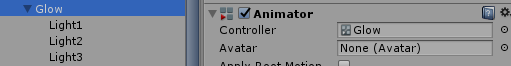 Glow
Light1
Light2
Light3
Animator
Controller Glow
Avatar None (Avatar)
Apply Root Motion